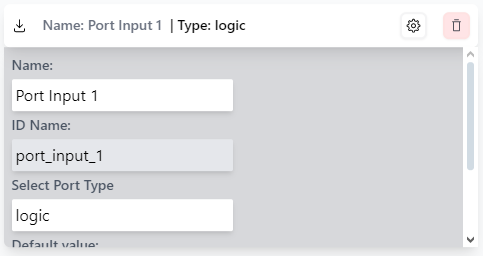 Name: Port Input 1 | Type: logic
Name:
Port Input 1
ID Name:
port_input_1
Select Port Type
logic
Default value: